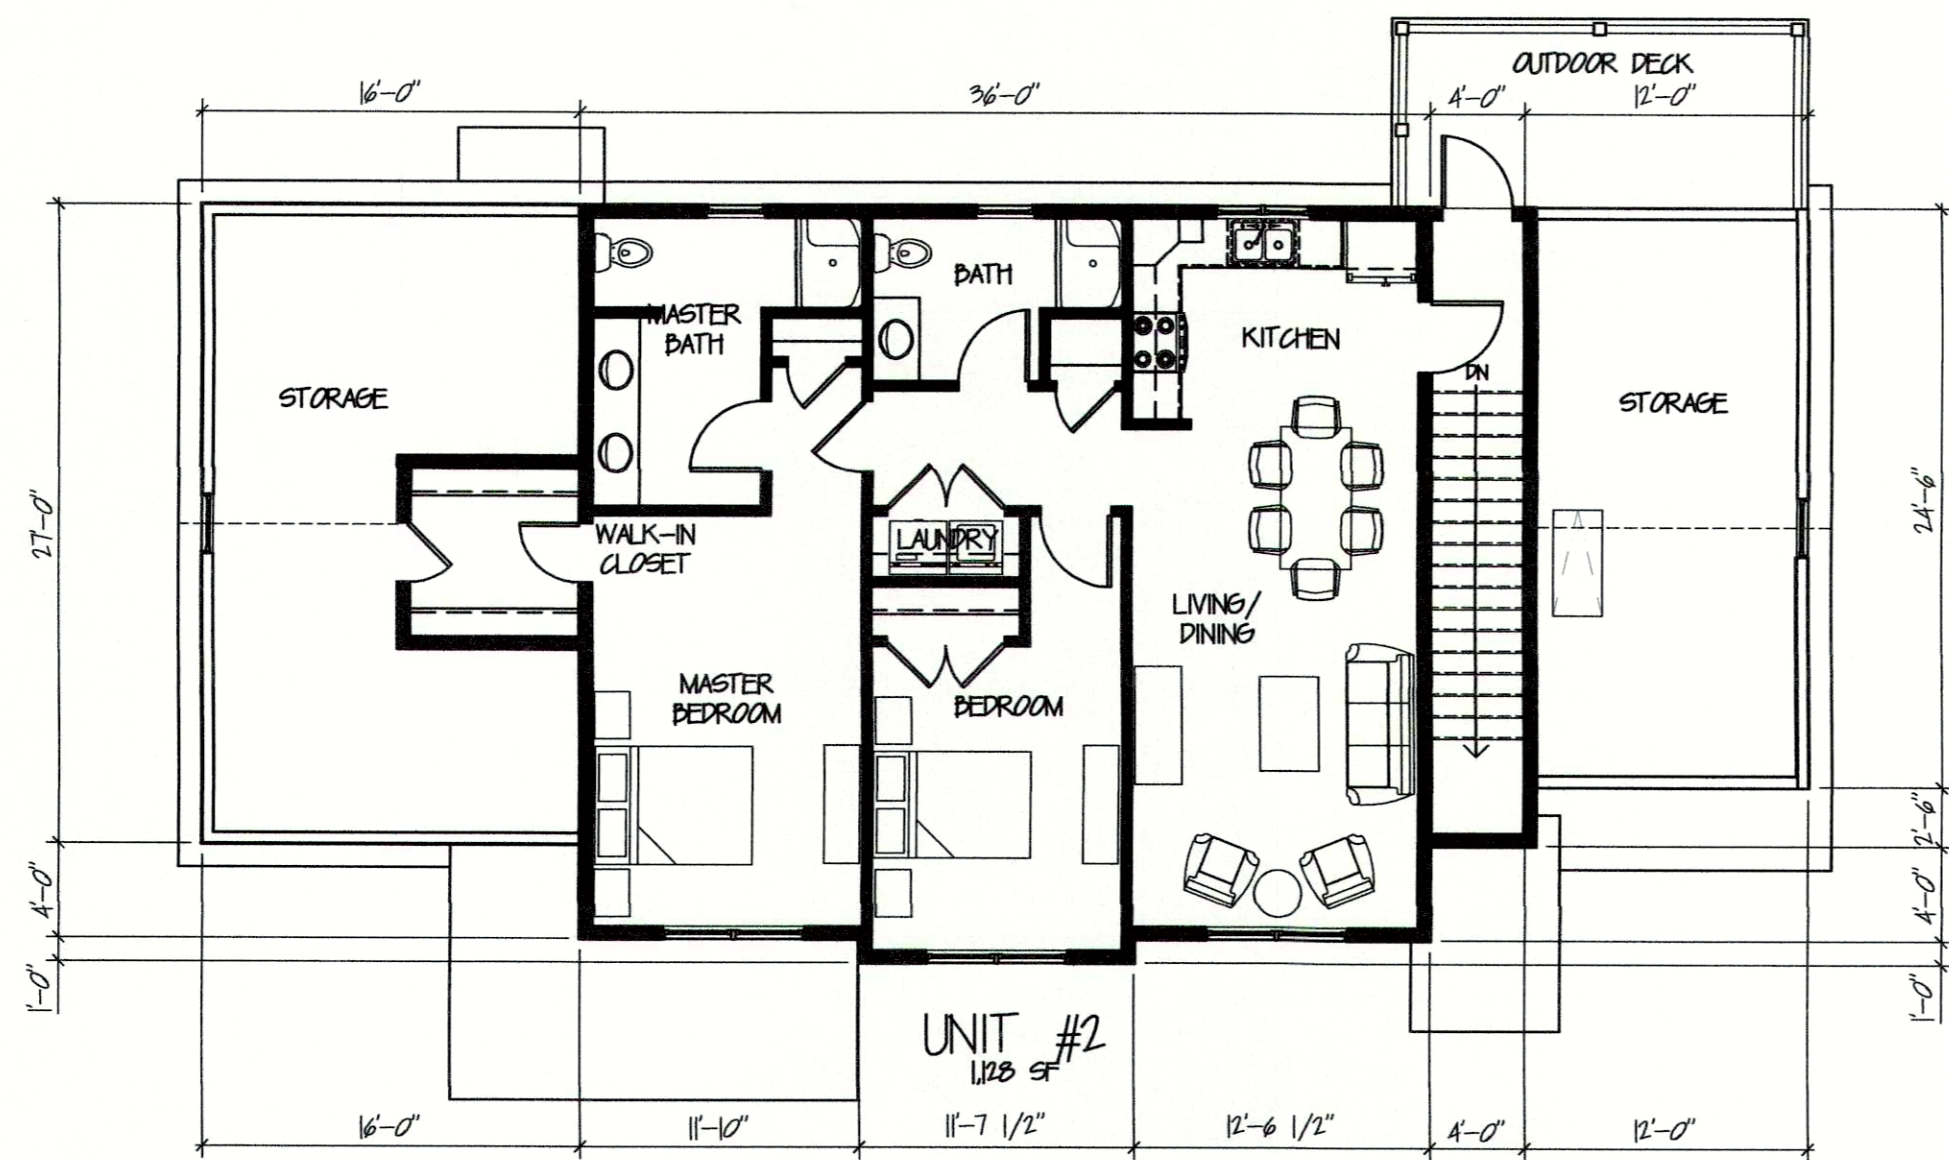 OUTDOOR DECK
16'-0"
36'-0"
4'-0"
12'-0"
BATH
MASTER
BATH
KITCHEN
DN
STORAGE
STORAGE
27'-0"
24'-6"
WALK-IN
CLOSET
LAUNDRY
LIVING/
DINING
MASTER
BEDROOM
BEDROOM
2'-6"
4'-0"
4'-0"
1'-0"
1'-0"
UNIT #2
1,128 SF
16'-0"
11'-10"
11'-7 1/2"
12'-6 1/2"
4'-0"
12'-0"